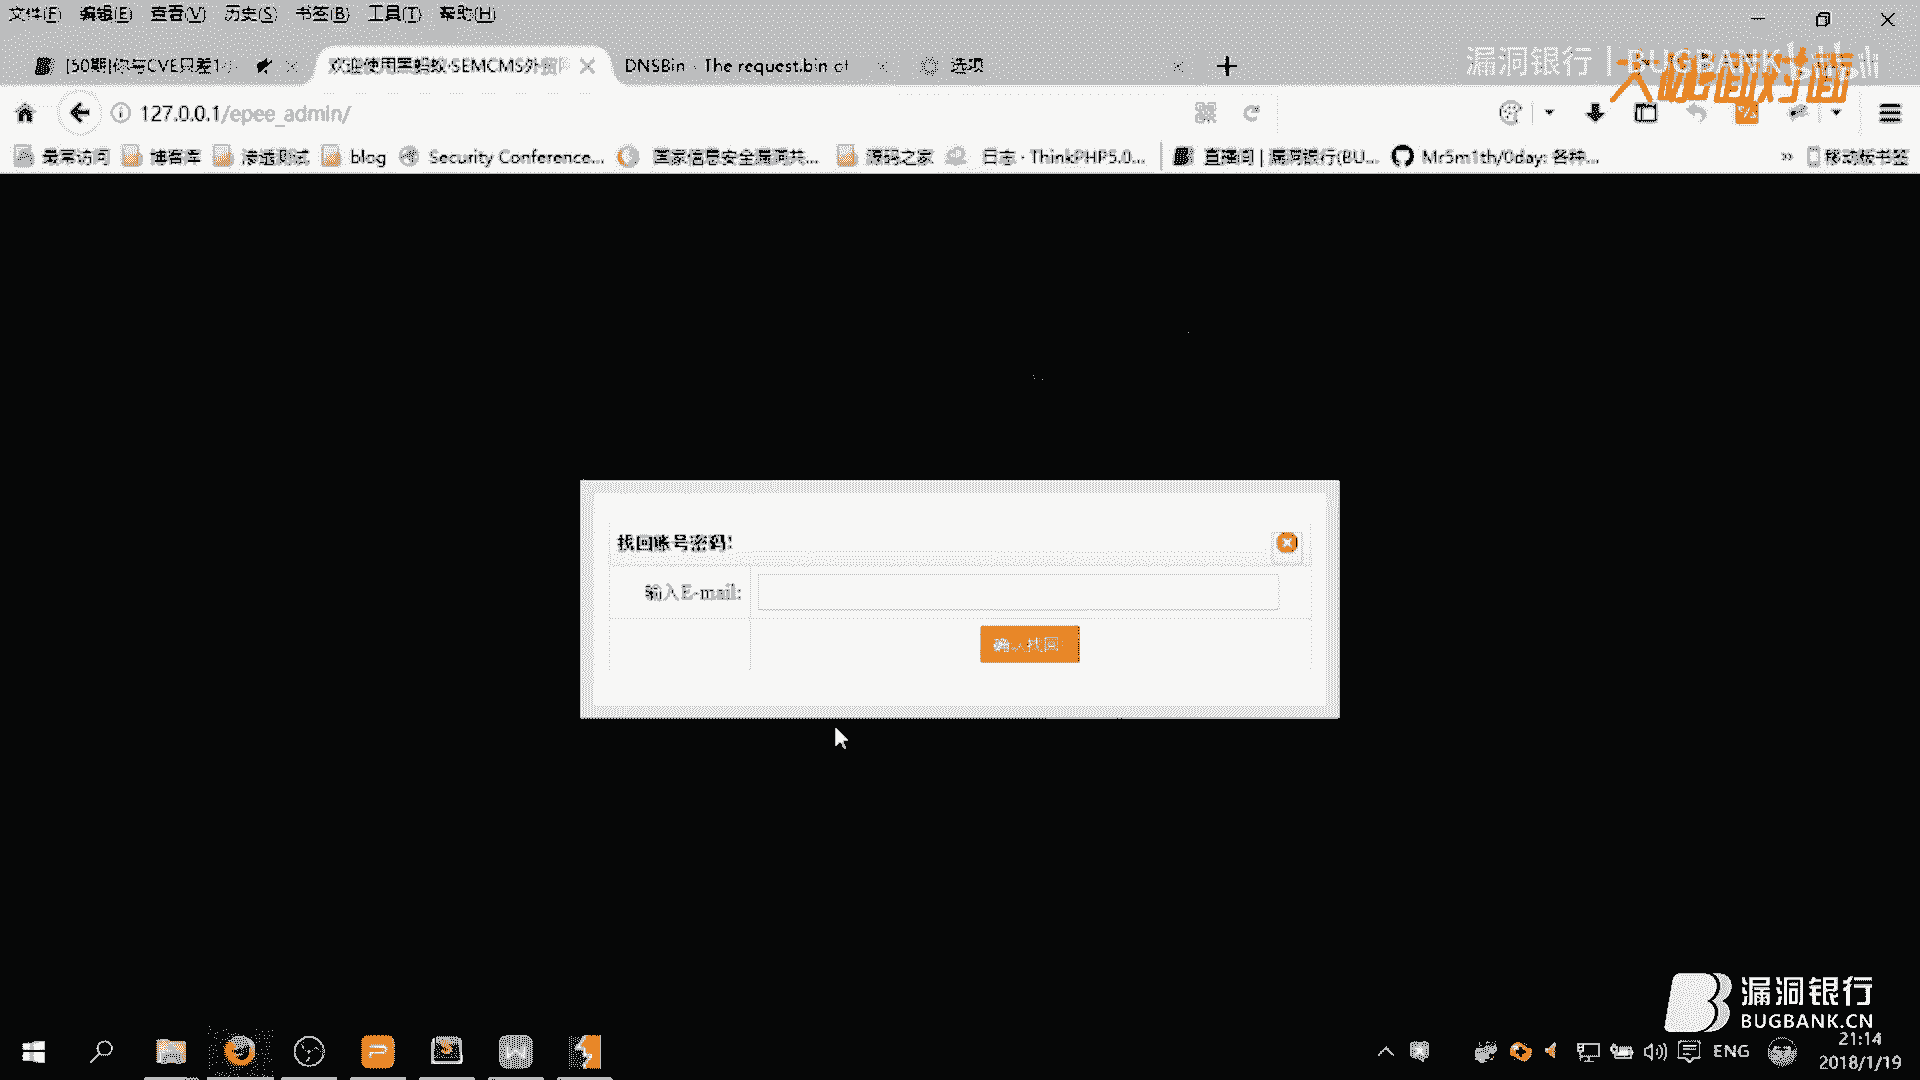 文件(F) 编辑(E) 查看(V) 历史(S) 书签(B) 工具(T) 帮助(H)
[50期]你与CVE只差1 欢迎使用黑蚂蚁·SEMCMS外贸网 DNSBin - The request.bin of 选项
漏洞银行 | BUGBANK
大咖面对面
127.0.0.1/epee_admin/
最常访问 博客库 渗透测试 blog Security Conference... 国家信息安全漏洞共... 源码之家 日志 · ThinkPHP5.0... 直播间 | 漏洞银行(BU... Mr5m1th/0day: 各种... 移动版书签
找回账号密码:
输入E-mail:
确认找回
漏洞银行
BUGBANK.CN
ENG
21:14
2018/1/19